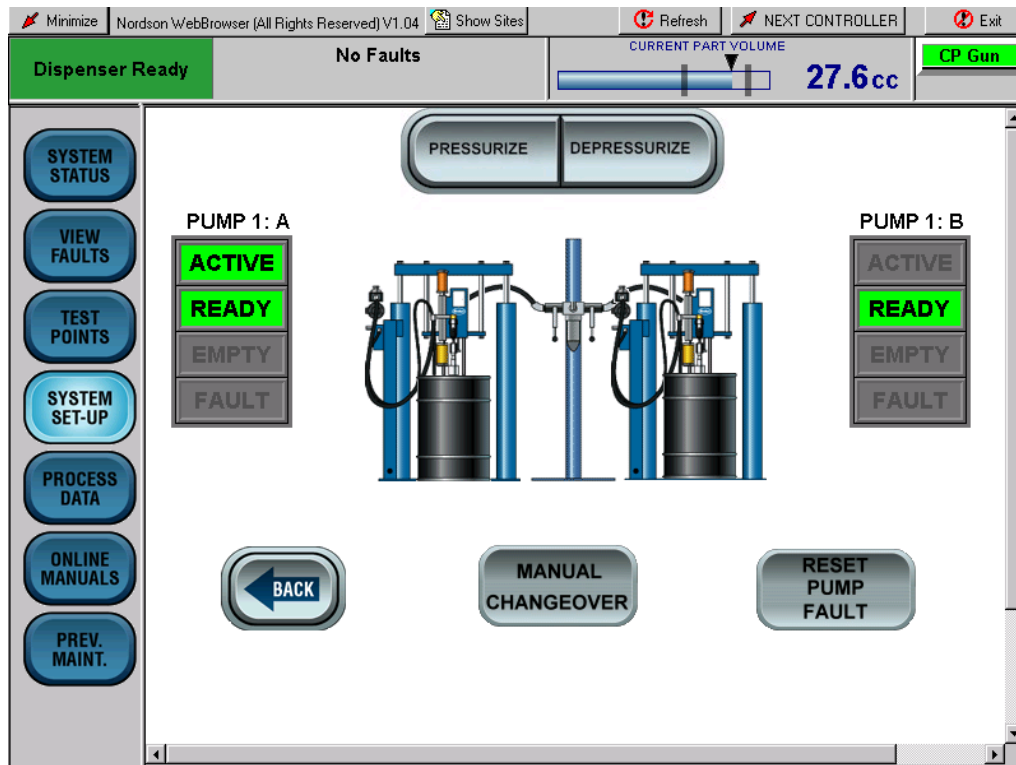 Minimize
Nordson WebBrowser (All Rights Reserved) V1.04
Show Sites
Refresh
NEXT CONTROLLER
Exit
Dispenser Ready
No Faults
CURRENT PART VOLUME
27.6cc
CP Gun
SYSTEM
STATUS
VIEW
FAULTS
TEST
POINTS
SYSTEM
SET-UP
PROCESS
DATA
ONLINE
MANUALS
PREV.
MAINT.
PRESSURIZE
DEPRESSURIZE
PUMP 1: A
ACTIVE
READY
EMPTY
FAULT
PUMP 1: B
ACTIVE
READY
EMPTY
FAULT
BACK
MANUAL
CHANGEOVER
RESET
PUMP
FAULT